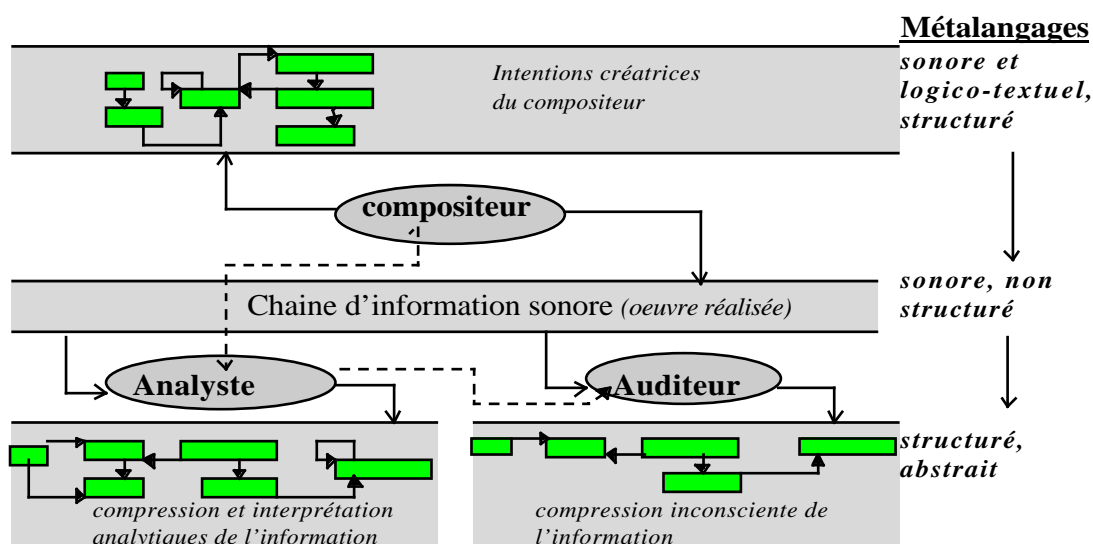 Métalangages
sonore et
logico-textuel,
structuré
Intentions créatrices
du compositeur
compositeur
sonore, non
structuré
Chaine d’information sonore (oeuvre réalisée)
Analyste
Auditeur
structuré,
abstrait
compression et interprétation
analytiques de l’information
compression inconsciente de
l’information